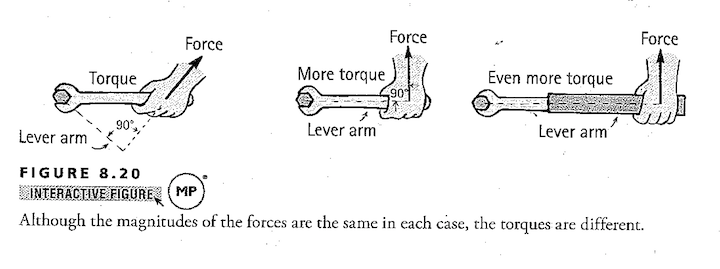 Force
Torque
90°
Lever arm
Force
More torque
90°
Lever arm
Force
Even more torque
Lever arm
FIGURE 8.20
INTERACTIVE FIGURE
MP
Although the magnitudes of the forces are the same in each case, the torques are different.